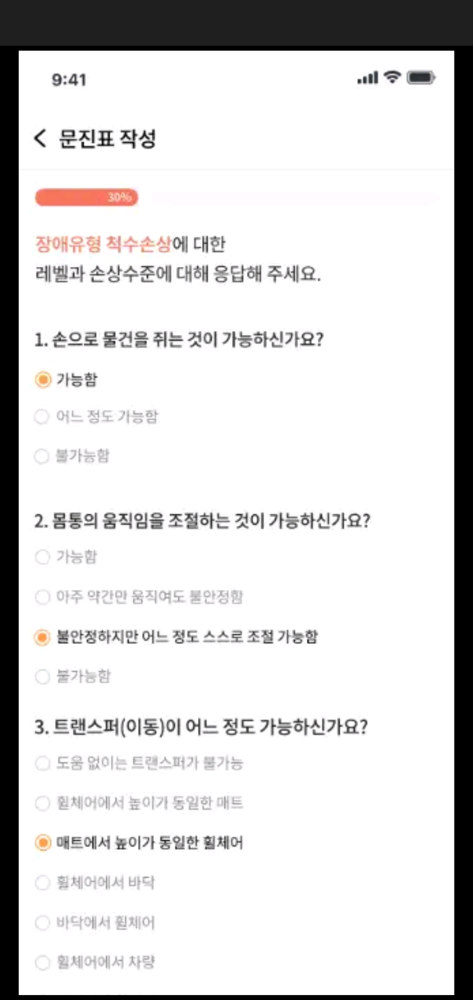 9:41
문진표 작성
30%
장애유형 척수손상에 대한
레벨과 손상수준에 대해 응답해 주세요.
1. 손으로 물건을 쥐는 것이 가능하신가요?
가능함
어느 정도 가능함
불가능함
2. 몸통의 움직임을 조절하는 것이 가능하신가요?
가능함
아주 약간만 움직여도 불안정함
불안정하지만 어느 정도 스스로 조절 가능함
불가능함
3. 트랜스퍼(이동)이 어느 정도 가능하신가요?
도움 없이는 트랜스퍼가 불가능
휠체어에서 높이가 동일한 매트
매트에서 높이가 동일한 휠체어
휠체어에서 바닥
바닥에서 휠체어
휠체어에서 차량